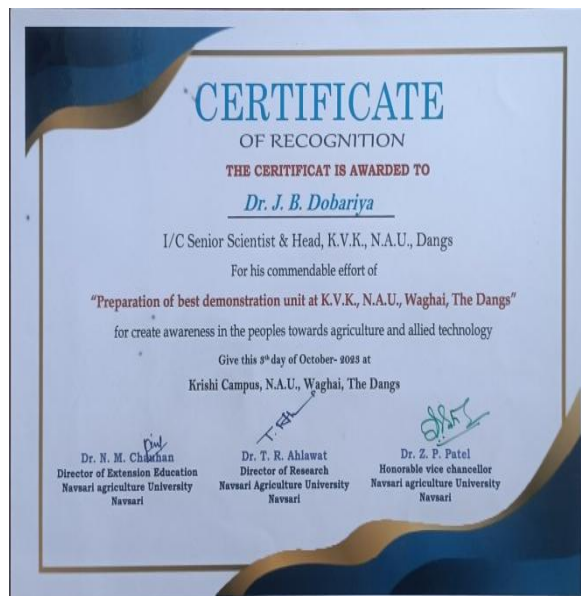 CERTIFICATE
OF RECOGNITION
THE CERITIFICAT IS AWARDED TO
Dr. J. B. Dobariya
I/C Senior Scientist & Head, K.V.K., N.A.U., Dangs
For his commendable effort of
“Preparation of best demonstration unit at K.V.K., N.A.U., Waghai, The Dangs”
for create awareness in the peoples towards agriculture and allied technology
Give this 5th day of October- 2023 at
Krishi Campus, N.A.U., Waghai, The Dangs
Dr. N. M. Chauhan Dr. T. R. Ahlawat Dr. Z. P. Patel
Director of Extension Education Director of Research Honorable vice chancellor
Navsari agriculture University Navsari Agriculture University Navsari agriculture University
Navsari Navsari Navsari